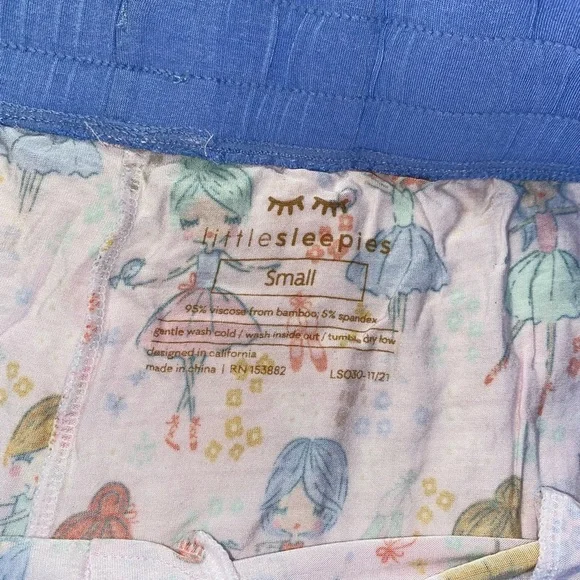 littlesleepies
Small
95% viscose from bamboo; 5% spandex
gentle wash cold / wash inside out / tumble dry low
designed in california
made in china | RN 153882
LS030-11/21